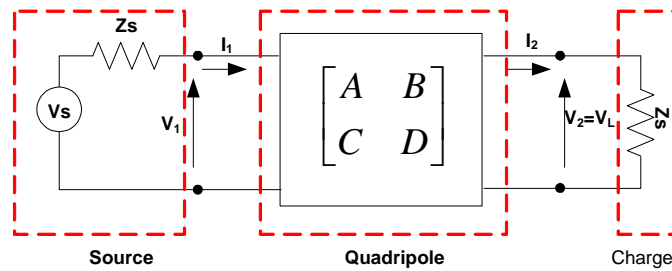 Zs
I1
I2
Vs
V1
A B
C D
V2=VL
Zs
Source
Quadripole
Charge